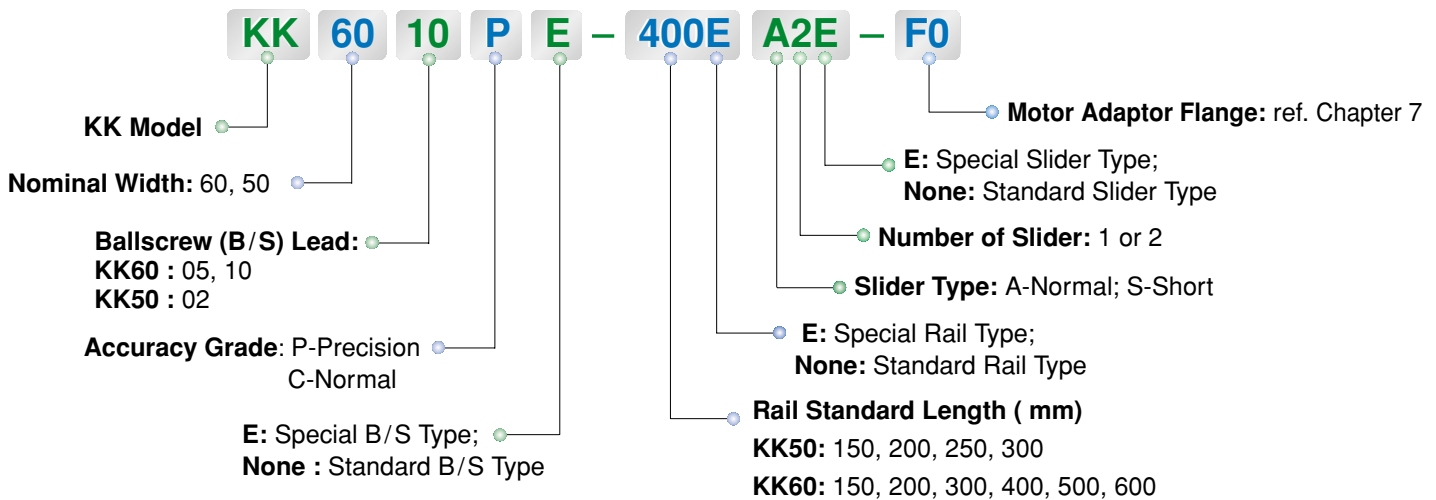 KK 60 10 P E – 400E A2E – F0
KK Model
Motor Adaptor Flange: ref. Chapter 7
Nominal Width: 60, 50
E: Special Slider Type;
None: Standard Slider Type
Ballscrew (B/S) Lead:
KK60 : 05, 10
KK50 : 02
Number of Slider: 1 or 2
Slider Type: A-Normal; S-Short
Accuracy Grade: P-Precision
C-Normal
E: Special Rail Type;
None: Standard Rail Type
E: Special B/S Type;
None : Standard B/S Type
Rail Standard Length ( mm)
KK50: 150, 200, 250, 300
KK60: 150, 200, 300, 400, 500, 600